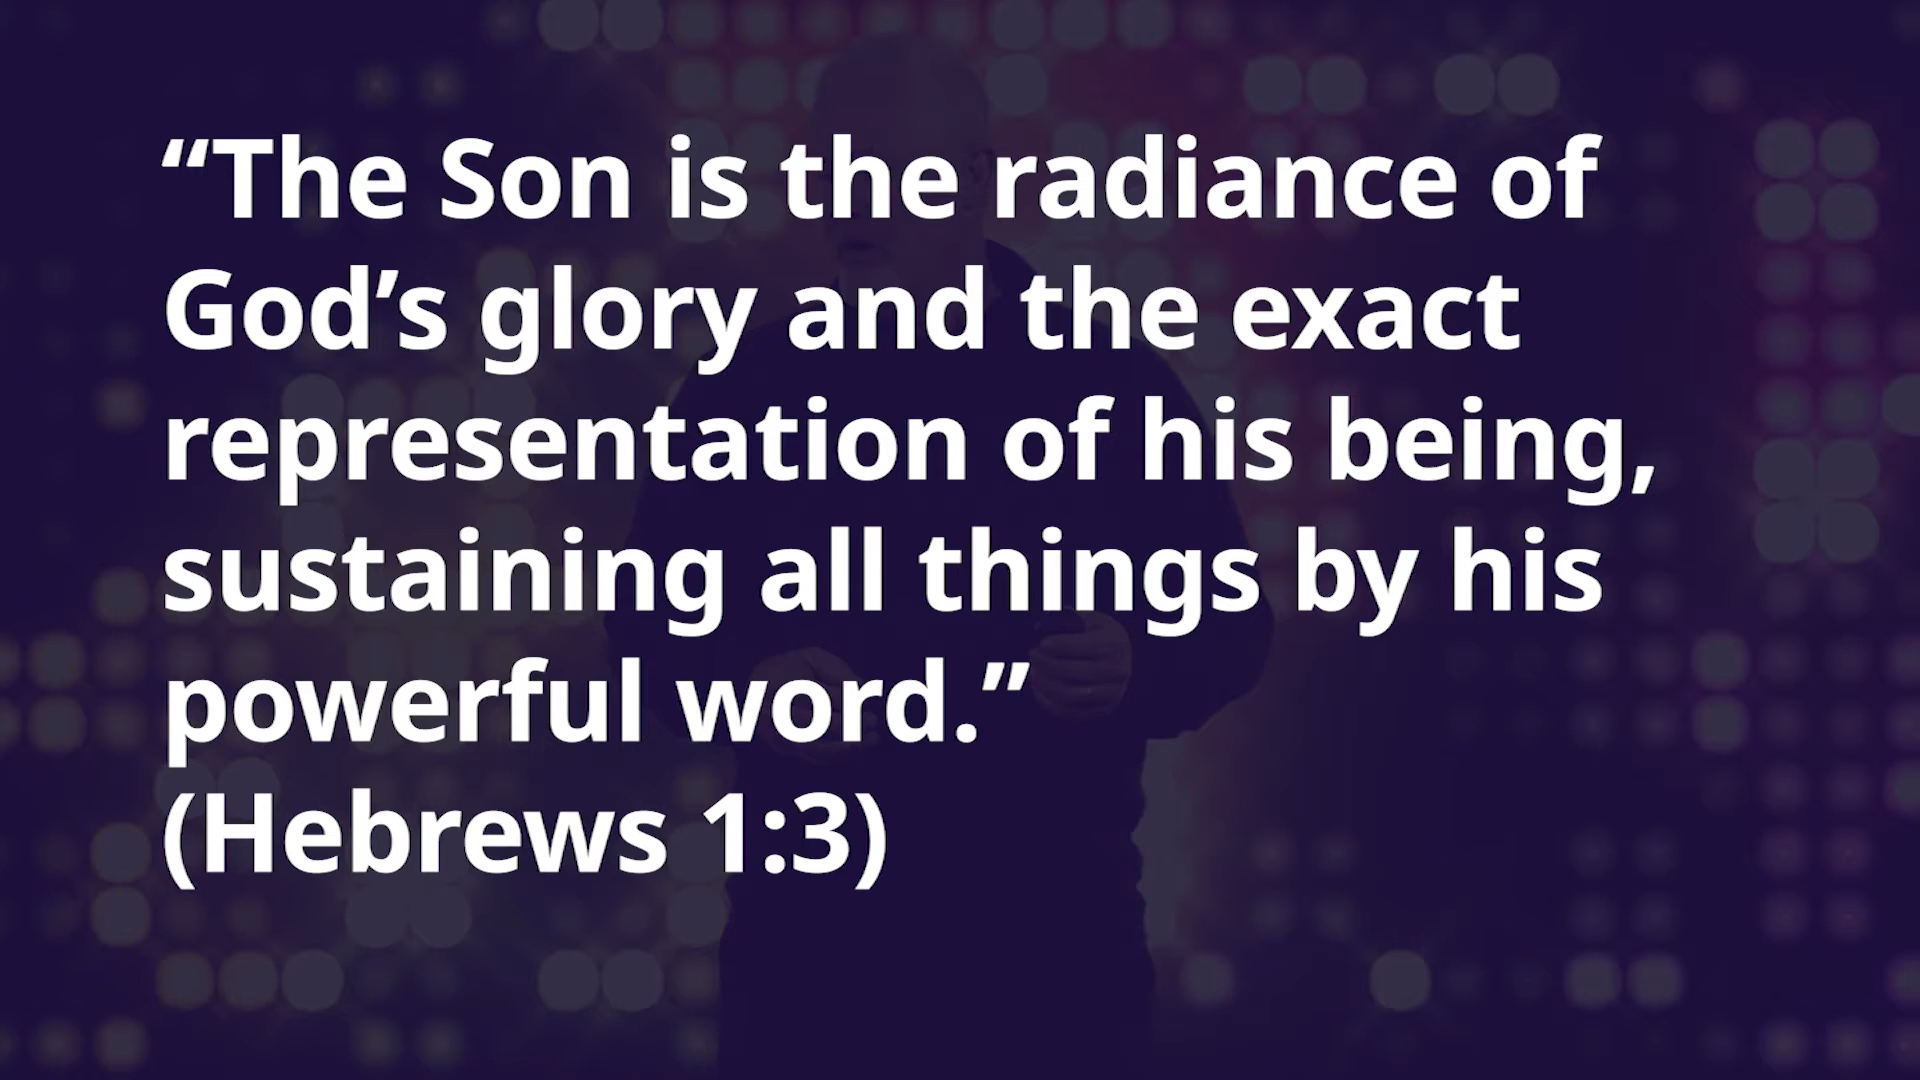 “The Son is the radiance of
God’s glory and the exact
representation of his being,
sustaining all things by his
powerful word.”
(Hebrews 1:3)